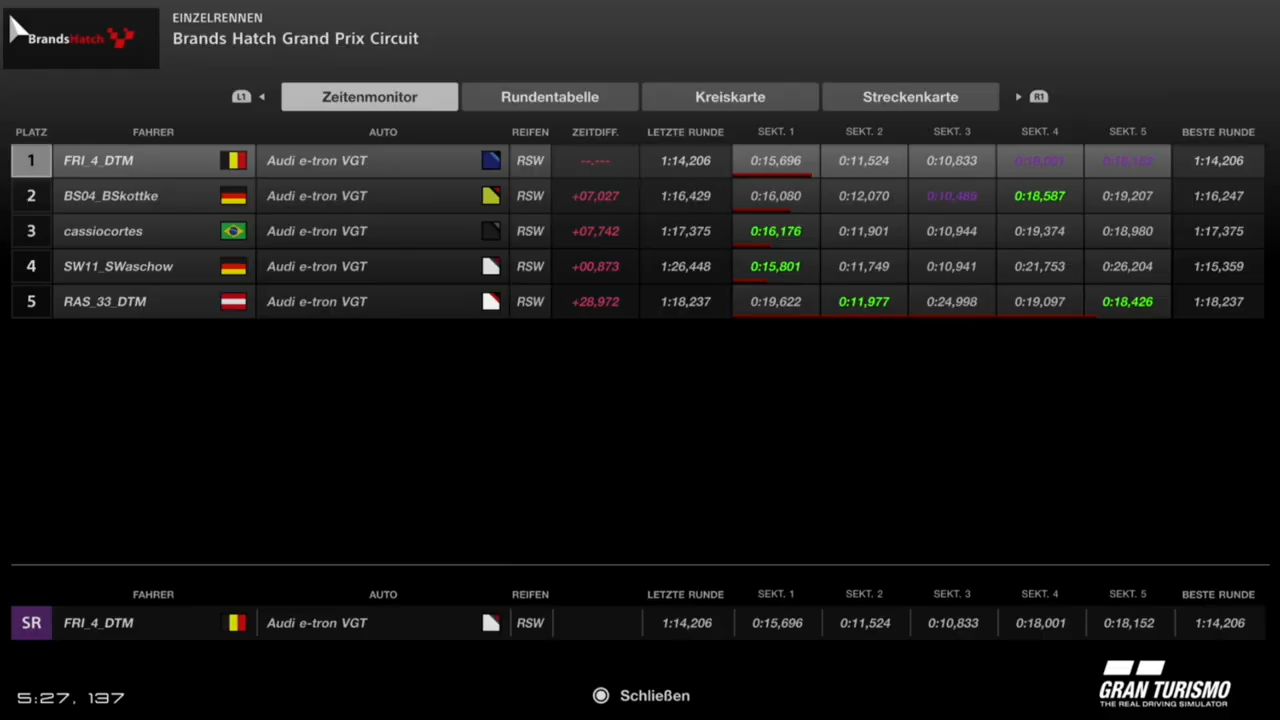 BrandsHatch
EINZELRENNEN
Brands Hatch Grand Prix Circuit
L1 Zeitenmonitor Rundentabelle Kreiskarte Streckenkarte R1
PLATZ FAHRER AUTO REIFEN ZEITDIFF. LETZTE RUNDE SEKT. 1 SEKT. 2 SEKT. 3 SEKT. 4 SEKT. 5 BESTE RUNDE
1 FRI_4_DTM Audi e-tron VGT RSW --.--- 1:14,206 0:15,696 0:11,524 0:10,833 0:18,001 0:18,152 1:14,206
2 BS04_BSkottke Audi e-tron VGT RSW +07,027 1:16,429 0:16,080 0:12,070 0:10,486 0:18,587 0:19,207 1:16,247
3 cassiocortes Audi e-tron VGT RSW +07,742 1:17,375 0:16,176 0:11,901 0:10,944 0:19,374 0:18,980 1:17,375
4 SW11_SWaschow Audi e-tron VGT RSW +00,873 1:26,448 0:15,801 0:11,749 0:10,941 0:21,753 0:26,204 1:15,359
5 RAS_33_DTM Audi e-tron VGT RSW +28,972 1:18,237 0:19,622 0:11,977 0:24,998 0:19,097 0:18,426 1:18,237
FAHRER AUTO REIFEN LETZTE RUNDE SEKT. 1 SEKT. 2 SEKT. 3 SEKT. 4 SEKT. 5 BESTE RUNDE
SR FRI_4_DTM Audi e-tron VGT RSW 1:14,206 0:15,696 0:11,524 0:10,833 0:18,001 0:18,152 1:14,206
5:27, 137
Schließen
GRAN TURISMO
THE REAL DRIVING SIMULATOR